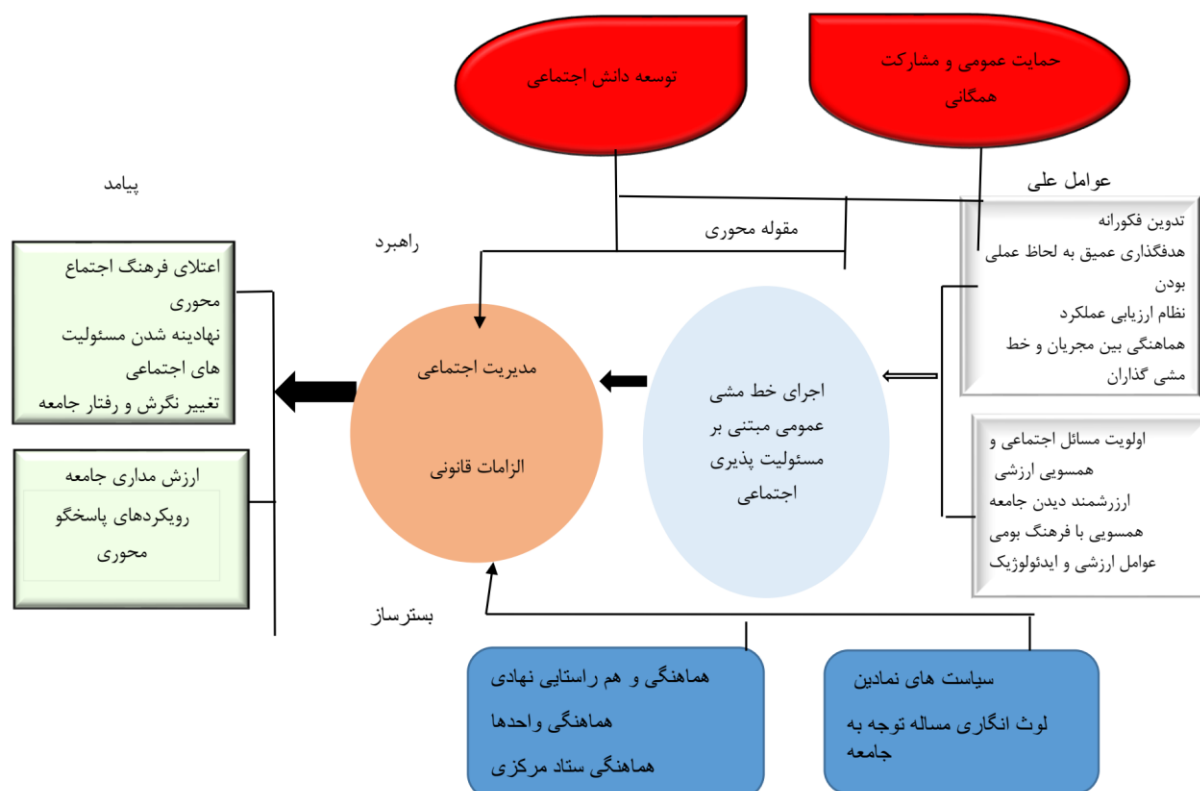 حمایت عمومی و مشارکت
همگانی
توسعه دانش اجتماعی
عوامل علی
تدوین فکورانه
هدفگذاری عمیق به لحاظ عملی
بودن
نظام ارزیابی عملکرد
هماهنگی بین مجریان و خط
مشی گذاران
اولویت مسائل اجتماعی و
همسویی ارزشی
ارزرشمند دیدن جامعه
همسویی با فرهنگ بومی
عوامل ارزشی و ایدئولوژیک
مقوله محوری
اجرای خط مشی
عمومی مبتنی بر
مسئولیت پذیری
اجتماعی
راهبرد
مدیریت اجتماعی
الزامات قانونی
پیامد
اعتلای فرهنگ اجتماع
محوری
نهادینه شدن مسئولیت
های اجتماعی
تغییر نگرش و رفتار جامعه
ارزش مداری جامعه
رویکردهای پاسخگو
محوری
بسترساز
سیاست های نمادین
لوث انگاری مساله توجه به
جامعه
هماهنگی و هم راستایی نهادی
هماهنگی واحدها
هماهنگی ستاد مرکزی